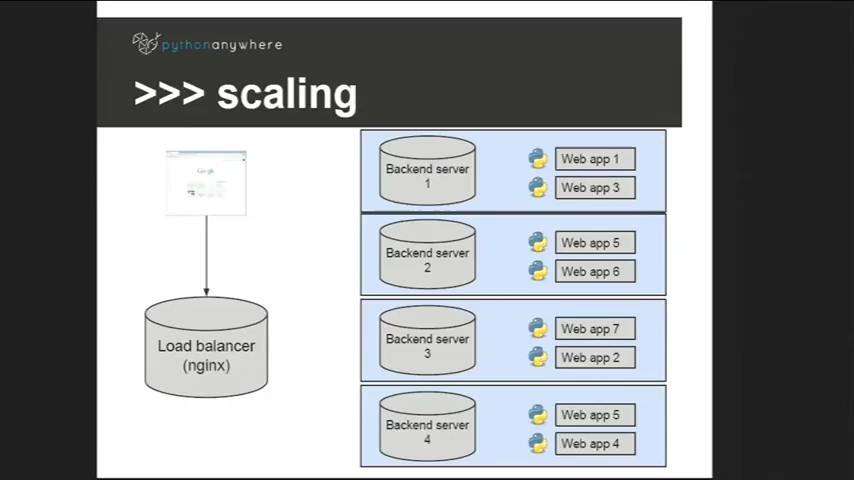 pythonanywhere
>>> scaling
Google
Load balancer
(nginx)
Backend server
1
Web app 1
Web app 3
Backend server
2
Web app 5
Web app 6
Backend server
3
Web app 7
Web app 2
Backend server
4
Web app 5
Web app 4